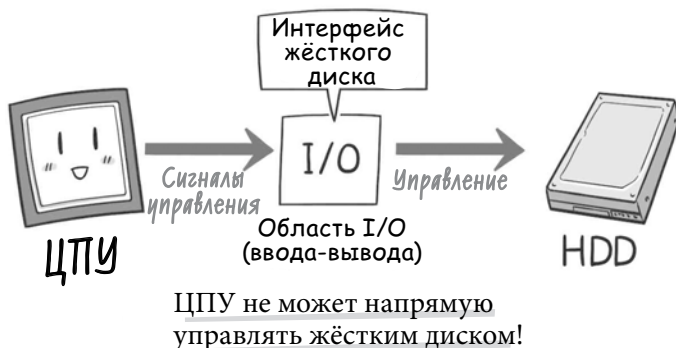 Интерфейс
жёсткого
диска
I/O
Сигналы
управления
Управление
ЦПУ
Область I/O
(ввода-вывода)
HDD
ЦПУ не может напрямую
управлять жёстким диском!